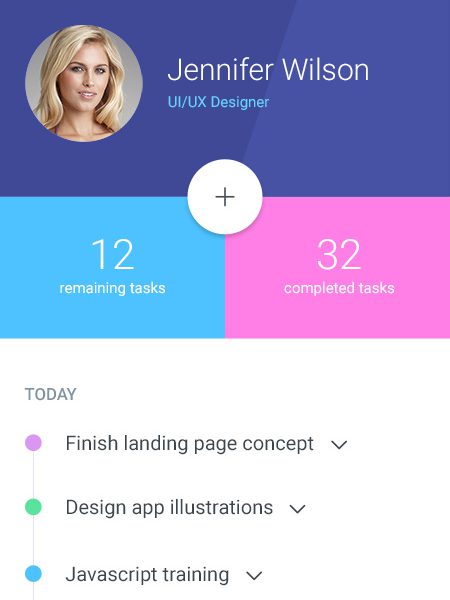 Jennifer Wilson
UI/UX Designer
12
32
remaining tasks
completed tasks
TODAY
Finish landing page concept
Design app illustrations
Javascript training